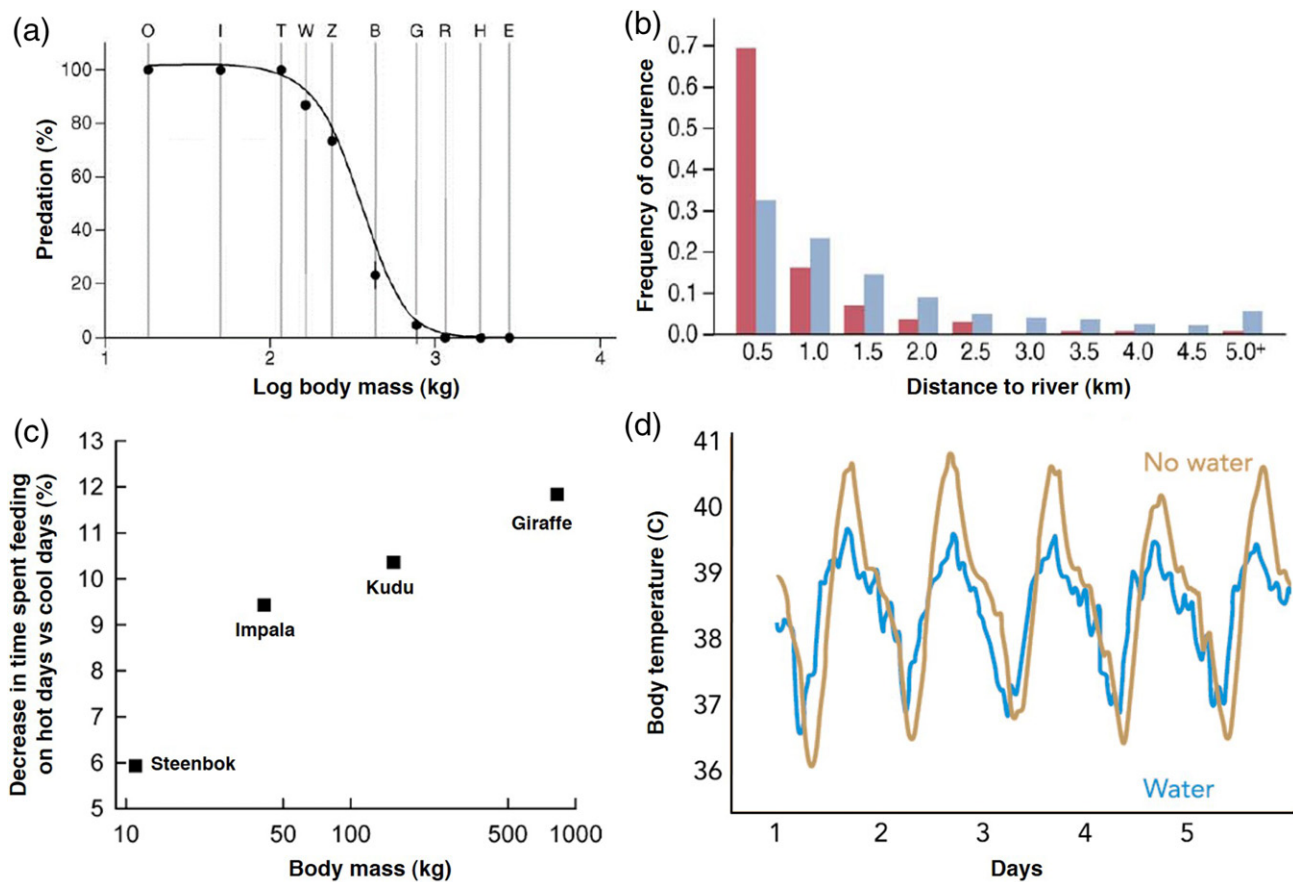 (a)
O I T W Z B G R H E
100
80
60
40
20
0
Predation (%)
1 2 3 4
Log body mass (kg)
(b)
0.7
0.6
0.5
0.4
0.3
0.2
0.1
0.0
Frequency of occurence
0.5 1.0 1.5 2.0 2.5 3.0 3.5 4.0 4.5 5.0+
Distance to river (km)
(c)
13
12
11
10
9
8
7
6
5
Decrease in time spent feeding
on hot days vs cool days (%)
Giraffe
Kudu
Impala
Steenbok
10 50 100 500 1000
Body mass (kg)
(d)
41
40
39
38
37
36
Body temperature (C)
No water
Water
1 2 3 4 5
Days